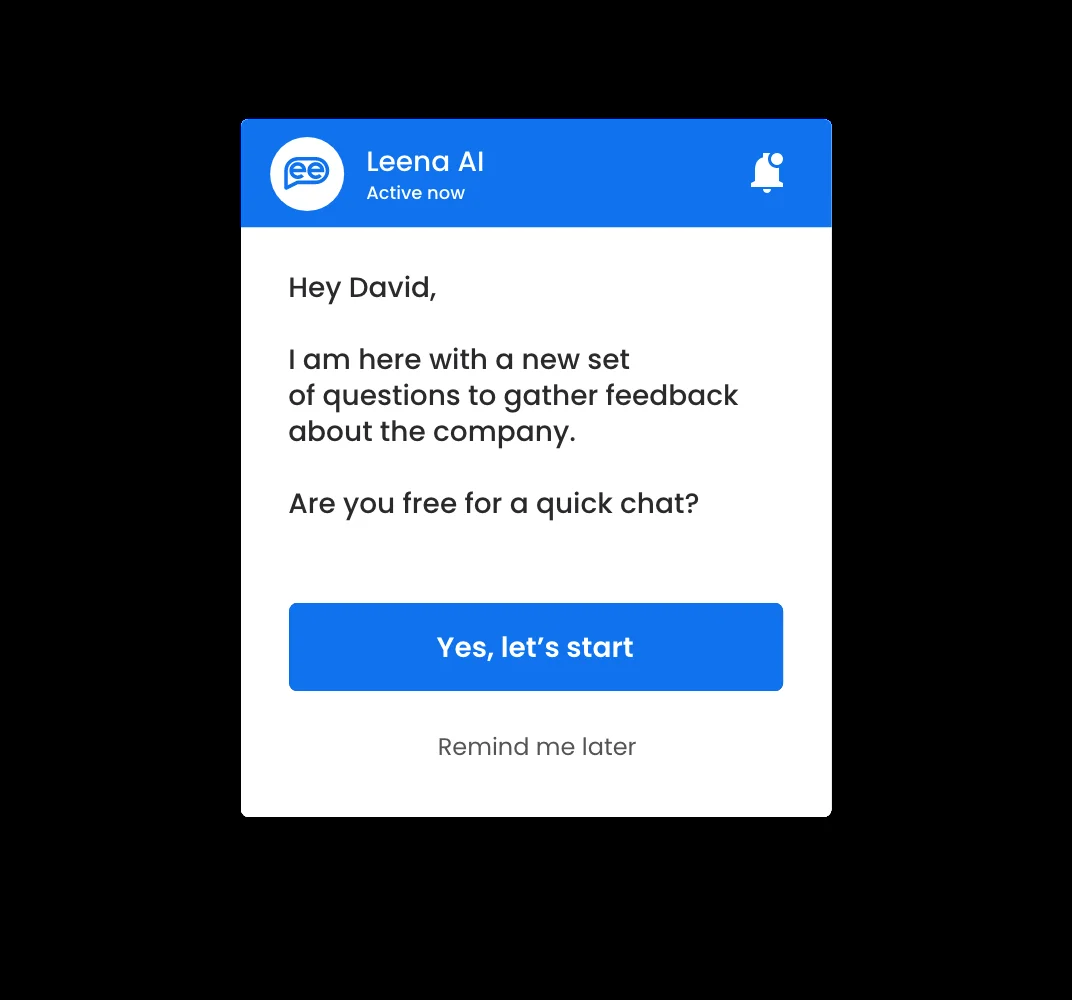 ee
Leena AI
Active now
Hey David,
I am here with a new set
of questions to gather feedback
about the company.
Are you free for a quick chat?
Yes, let’s start
Remind me later